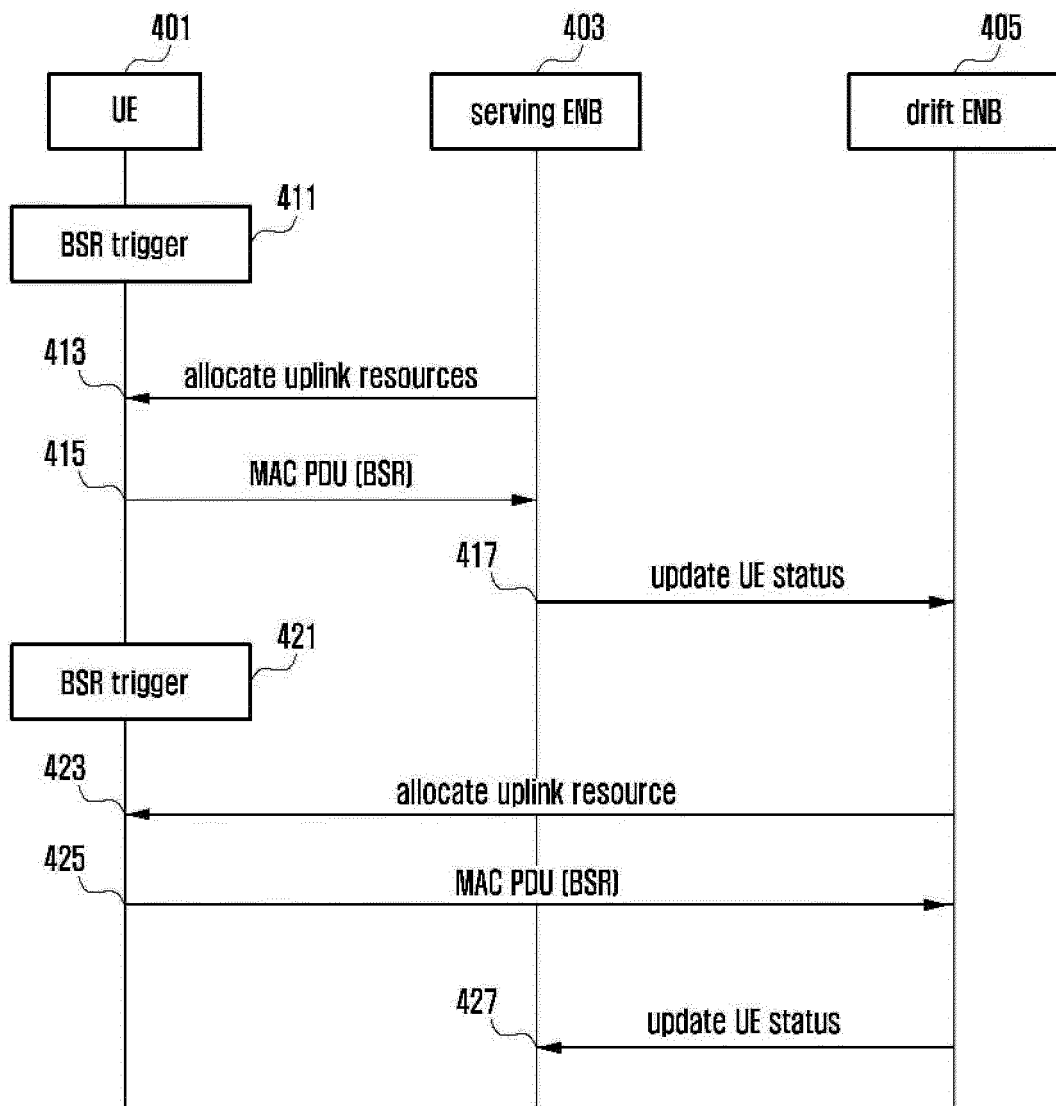 401
403
405
UE
serving ENB
drift ENB
411
BSR trigger
413
allocate uplink resources
415
MAC PDU (BSR)
417
update UE status
421
BSR trigger
423
allocate uplink resource
425
MAC PDU (BSR)
427
update UE status